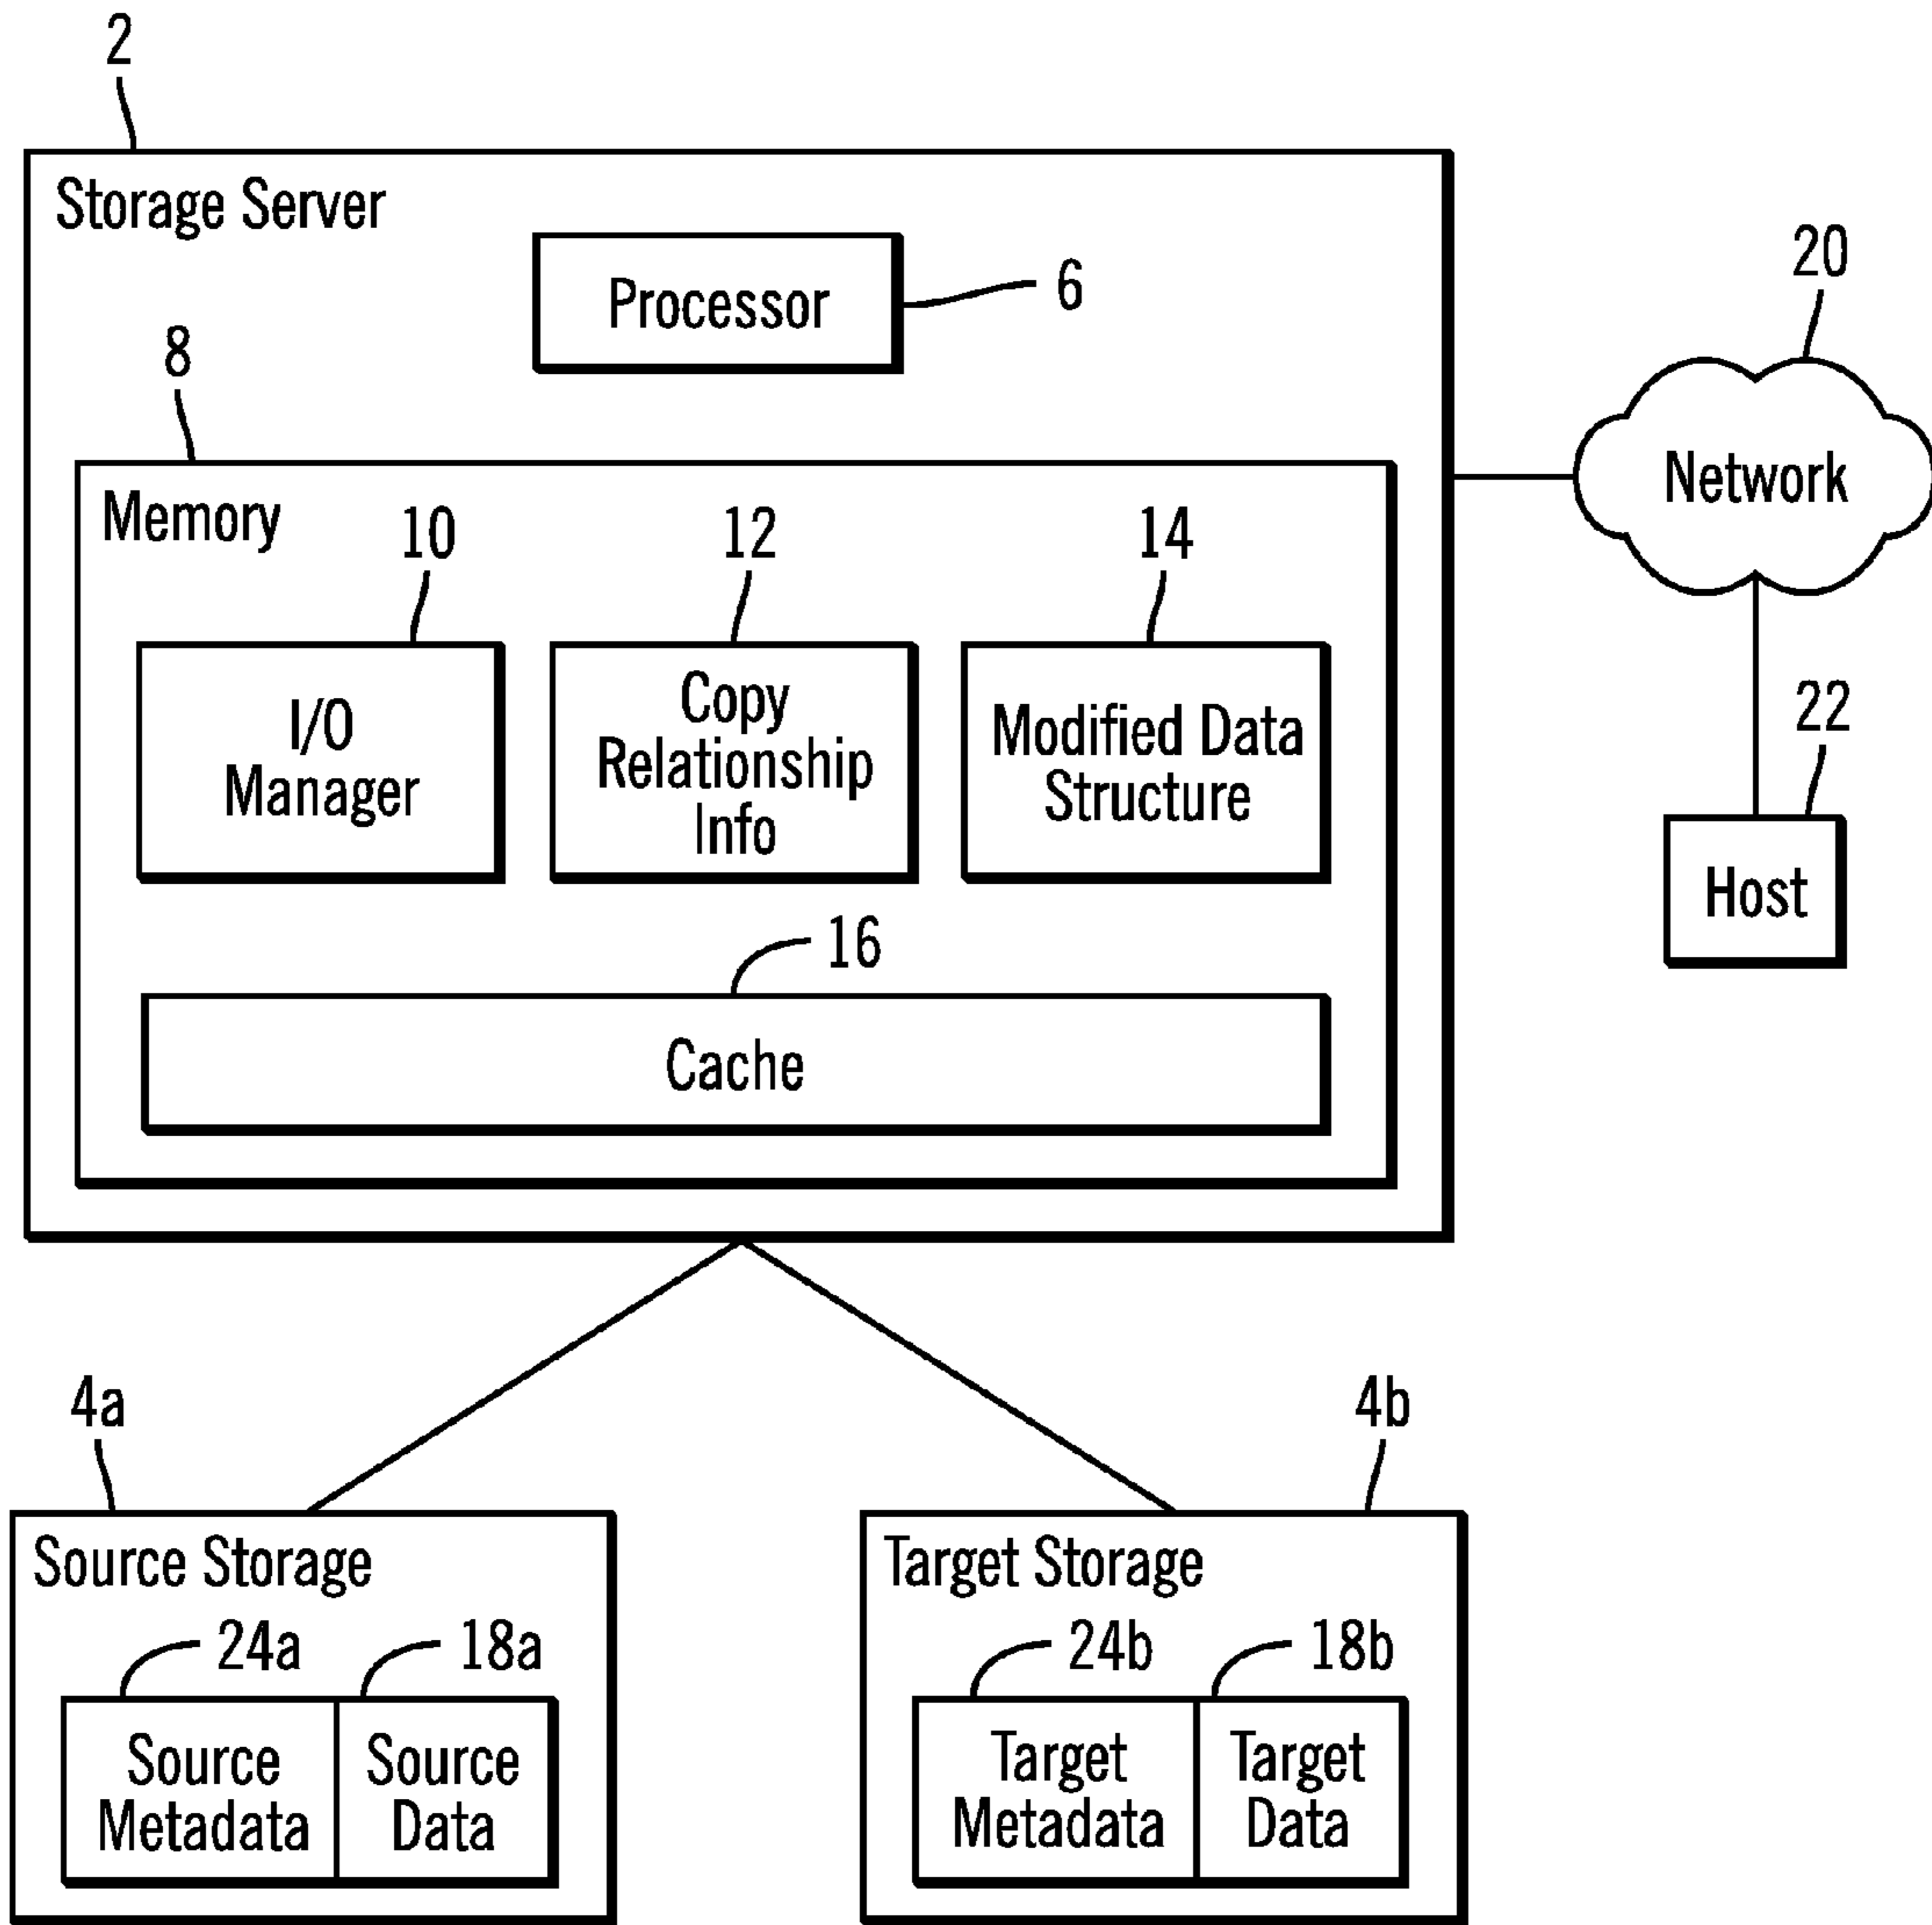 2
Storage Server
Processor
6
20
8
Network
Memory
10
12
14
I/O
Manager
Copy
Relationship
Info
Modified Data
Structure
22
Host
16
Cache
4a
4b
Source Storage
24a
18a
Source
Metadata
Source
Data
Target Storage
24b
18b
Target
Metadata
Target
Data